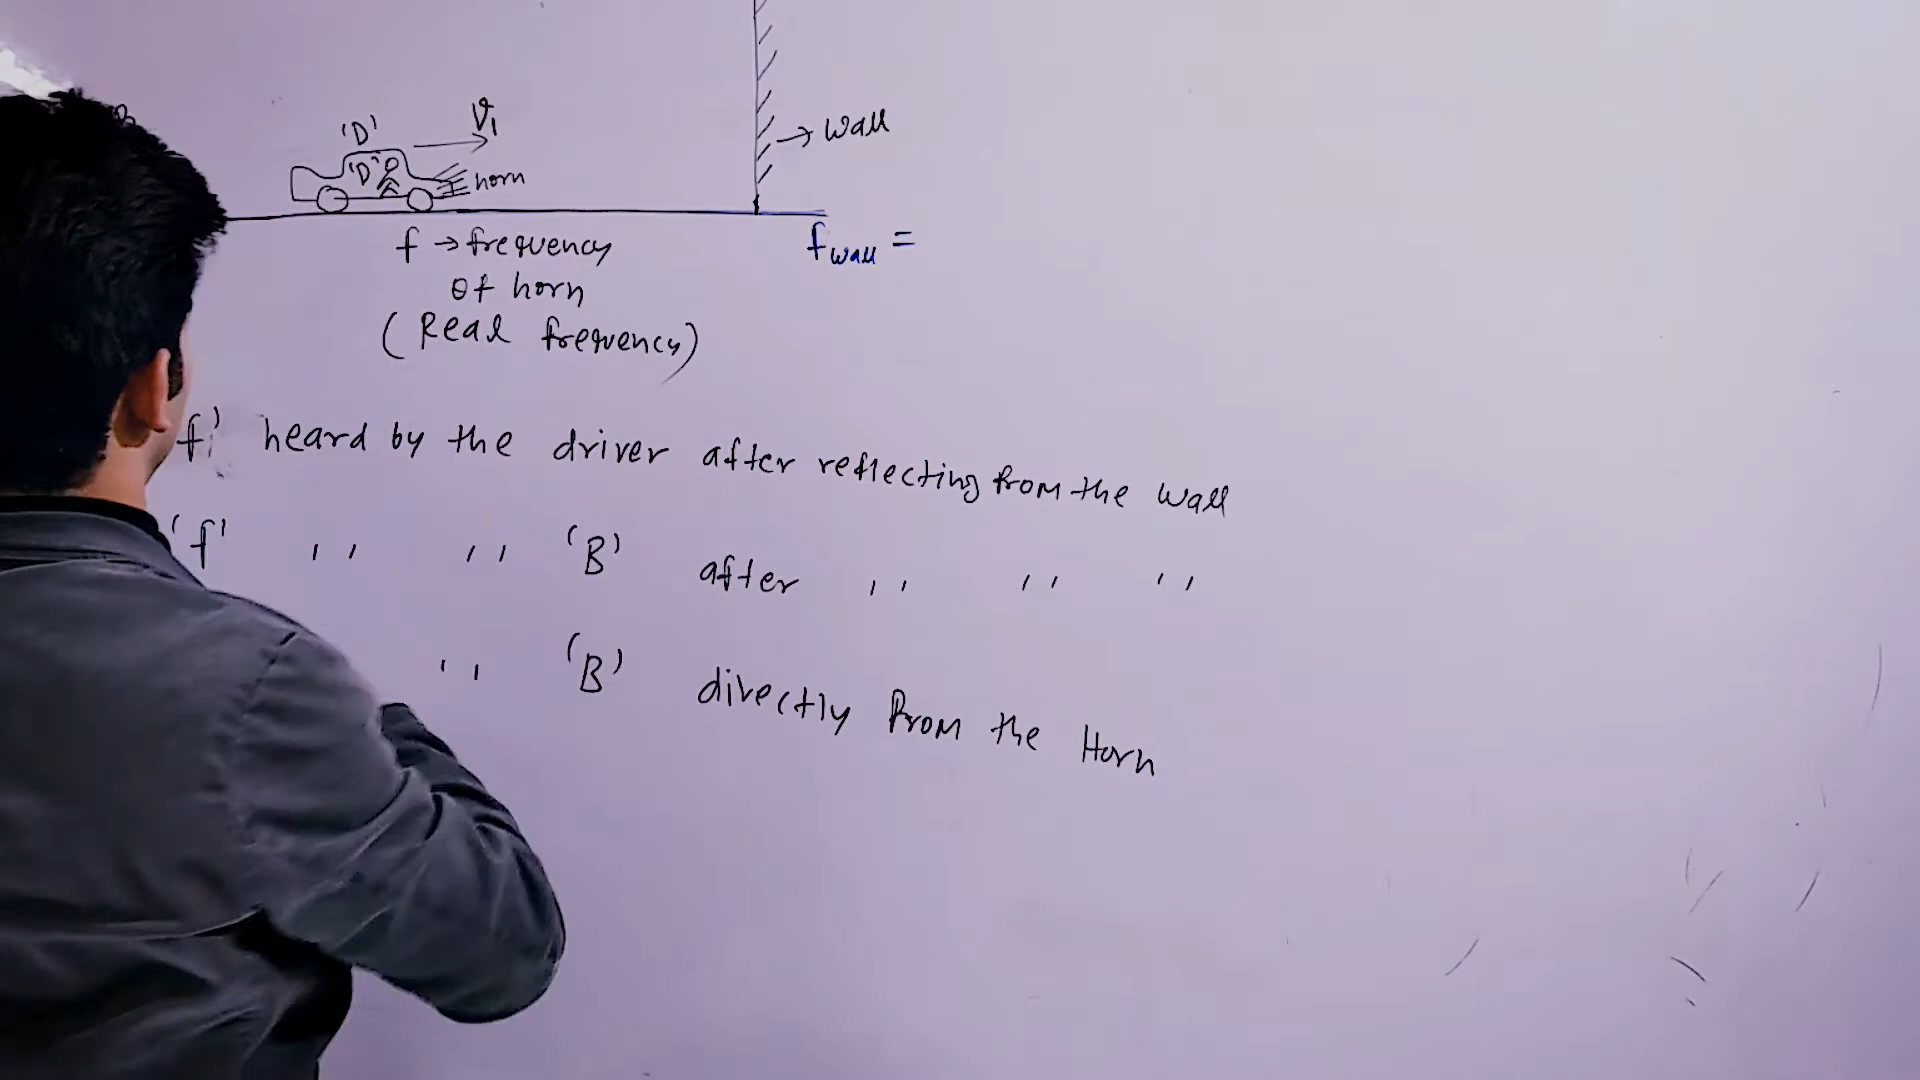 'D'
V₁
'D'
horn
→ Wall
f → frequency
of horn
(Real frequency)
f_wall =
f' heard by the driver after reflecting from the Wall
'f' ,, ,, 'B' after ,, ,, ,,
,, 'B' directly from the Horn